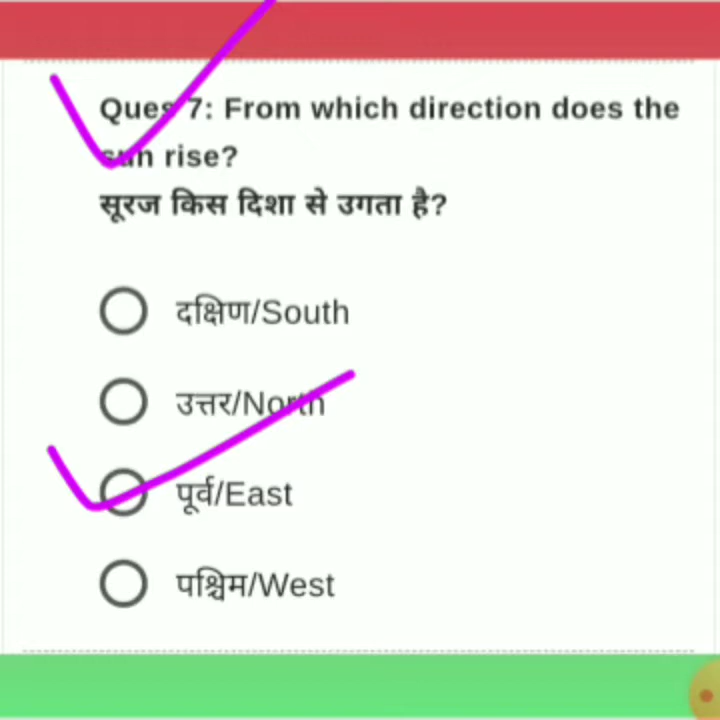 Ques 7: From which direction does the
sun rise?
सूरज किस दिशा से उगता है?
दक्षिण/South
उत्तर/North
पूर्व/East
पश्चिम/West